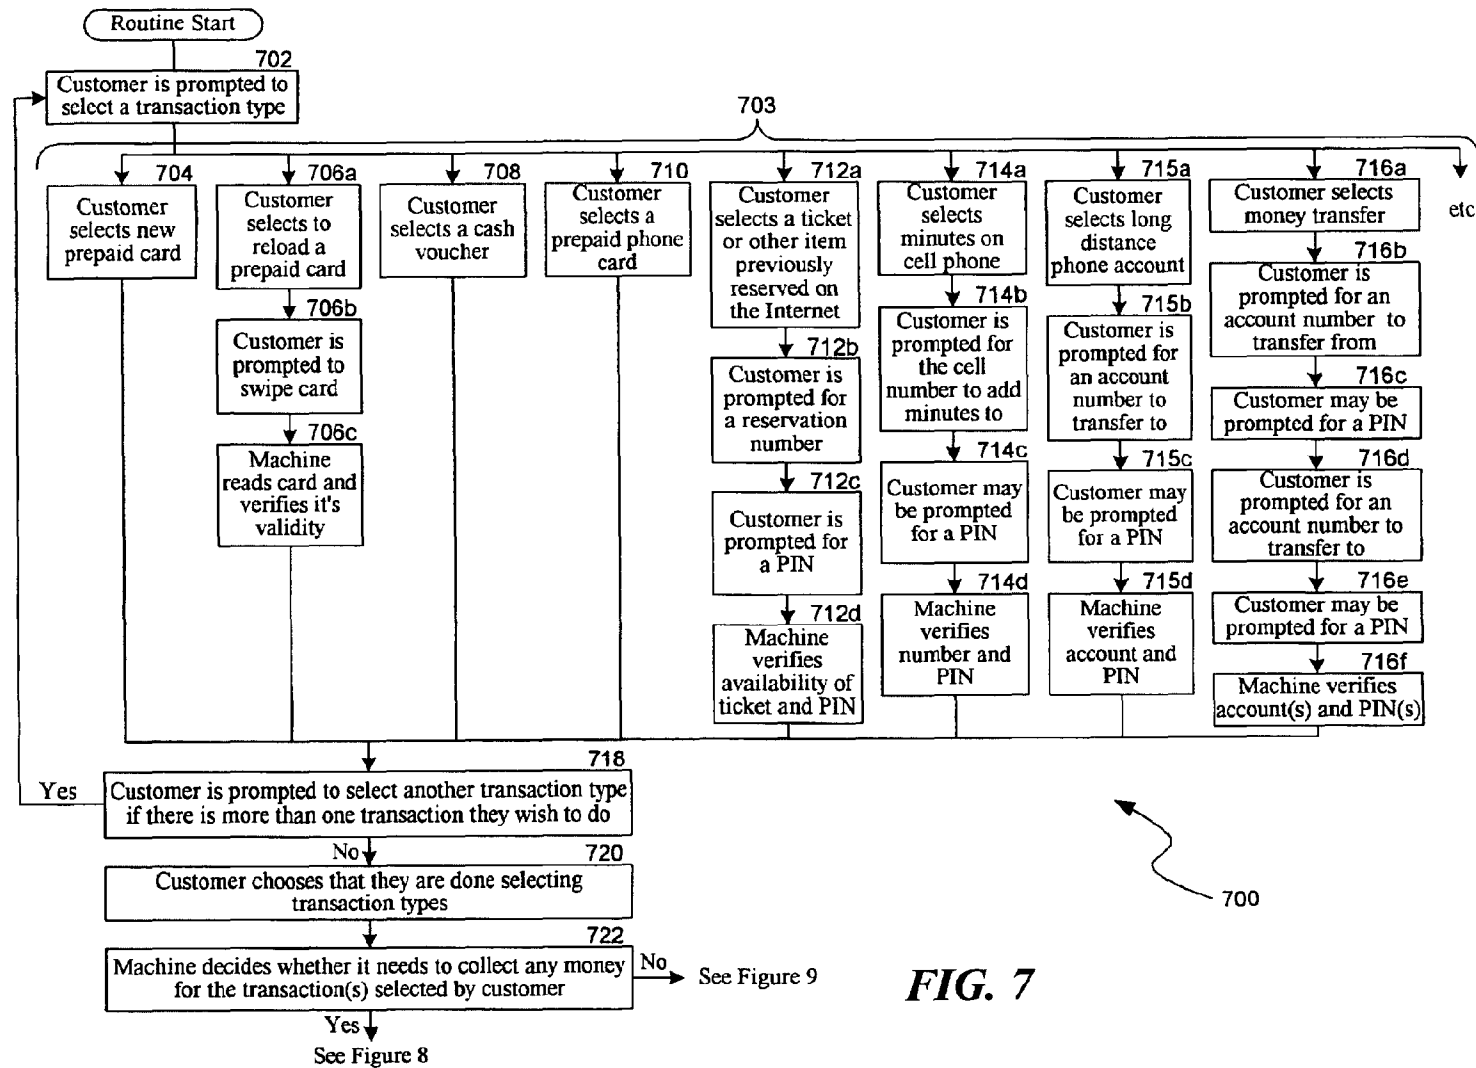 Routine Start
702
Customer is prompted to
select a transaction type
703
704
Customer
selects new
prepaid card
706a
Customer
selects to
reload a
prepaid card
706b
Customer is
prompted to
swipe card
706c
Machine
reads card and
verifies it's
validity
708
Customer
selects a cash
voucher
710
Customer
selects a
prepaid phone
card
712a
Customer
selects a ticket
or other item
previously
reserved on
the Internet
712b
Customer is
prompted for
a reservation
number
712c
Customer is
prompted for
a PIN
712d
Machine
verifies
availability of
ticket and PIN
714a
Customer
selects
minutes on
cell phone
714b
Customer is
prompted for
the cell
number to add
minutes to
714c
Customer may
be prompted
for a PIN
714d
Machine
verifies
number and
PIN
715a
Customer
selects long
distance
phone account
715b
Customer is
prompted for
an account
number to
transfer to
715c
Customer may
be prompted
for a PIN
715d
Machine
verifies
account and
PIN
716a
Customer selects
money transfer
716b
Customer is
prompted for an
account number to
transfer from
716c
Customer may be
prompted for a PIN
716d
Customer is
prompted for an
account number to
transfer to
716e
Customer may be
prompted for a PIN
716f
Machine verifies
account(s) and PIN(s)
etc
718
Customer is prompted to select another transaction type
if there is more than one transaction they wish to do
Yes
No
720
Customer chooses that they are done selecting
transaction types
722
Machine decides whether it needs to collect any money
for the transaction(s) selected by customer
No
See Figure 9
Yes
See Figure 8
700
FIG. 7